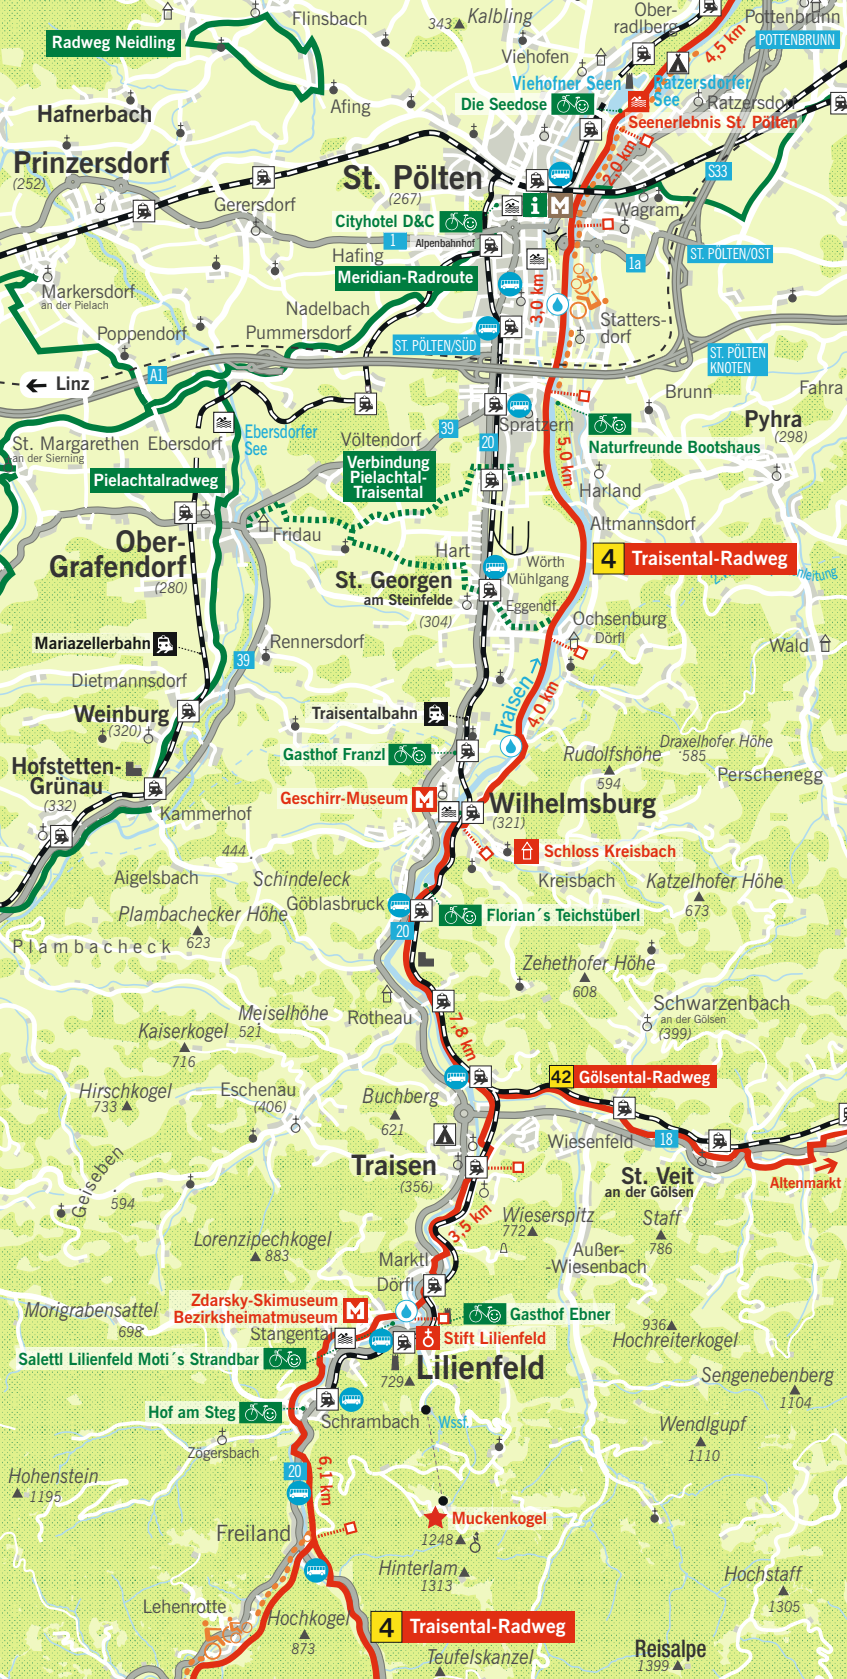 Flinsbach
343
Kalbling
Ober-
radlberg
Pottenbrunn
POTTENBRUNN
4,5 km
Radweg Neidling
Viehofen
Viehofner Seen
Ratzersdorfer
See
Ratzersdorf
Die Seedose
Afing
Hafnerbach
Seenerlebnis St. Pölten
2,0 km
Prinzersdorf
(252)
St. Pölten
(267)
S33
Gerersdorf
i
M
Wagram
Cityhotel D&C
1
Alpenbahnhof
Hafing
1a
ST. PÖLTEN/OST
Meridian-Radroute
3,0 km
Markersdorf
an der Pielach
Nadelbach
Statters-
dorf
Poppendorf
Pummersdorf
ST. PÖLTEN/SÜD
ST. PÖLTEN
KNOTEN
A1
Linz
Brunn
Fahra
Pyhra
(298)
St. Margarethen
an der Sierning
Ebersdorf
Ebersdorfer
See
Völtendorf
39
20
Spratzern
Naturfreunde Bootshaus
5,0 km
Verbindung
Pielachtal-
Traisental
Pielachtalradweg
Harland
Altmannsdorf
Fridau
Ober-
Grafendorf
(280)
Hart
Wörth
Mühlgang
4
Traisental-Radweg
St. Georgen
am Steinfelde
(304)
Eggendf.
Ochsenburg
Dörfl
Mariazellerbahn
Rennersdorf
39
Wald
Dietmannsdorf
Traisen
4,0 km
Weinburg
(320)
Traisentalbahn
Gasthof Franzl
Rudolfshöhe
594
Draxelhofer Höhe
585
Perschenegg
Hofstetten-
Grünau
(332)
Geschirr-Museum
M
Wilhelmsburg
(321)
Kammerhof
444
Schloss Kreisbach
Aigelsbach
Schindeleck
Kreisbach
Katzelhofer Höhe
673
Göblasbruck
Plambachecker Höhe
623
Florian´s Teichstüberl
20
Plambacheck
Zehethofer Höhe
608
Meiselhöhe
521
Rotheau
Schwarzenbach
an der Gölsen
(399)
Kaiserkogel
716
7,8 km
42
Gölsental-Radweg
Hirschkogel
733
Eschenau
(406)
Buchberg
621
Wiesenfeld
18
Traisen
(356)
St. Veit
an der Gölsen
Altenmarkt
Geiseben
594
3,5 km
Wieserspitz
772
Staff
786
Lorenzipechkogel
883
Marktl
Außer-
-Wiesenbach
Dörfl
Zdarsky-Skimuseum
Bezirksheimatmuseum
M
Morigrabensattel
698
Gasthof Ebner
936
Hochreiterkogel
Stangental
Stift Lilienfeld
Salettl Lilienfeld Moti´s Strandbar
Lilienfeld
729
Sengenebenberg
1104
Hof am Steg
Schrambach
Wssf.
Wendlgupf
1110
Zögersbach
20
6,1 km
Hohenstein
1195
Muckenkogel
1248
Freiland
Hinterlam
1313
Hochstaff
1305
Lehenrotte
Hochkogel
873
4
Traisental-Radweg
Teufelskanzel
Reisalpe
1399